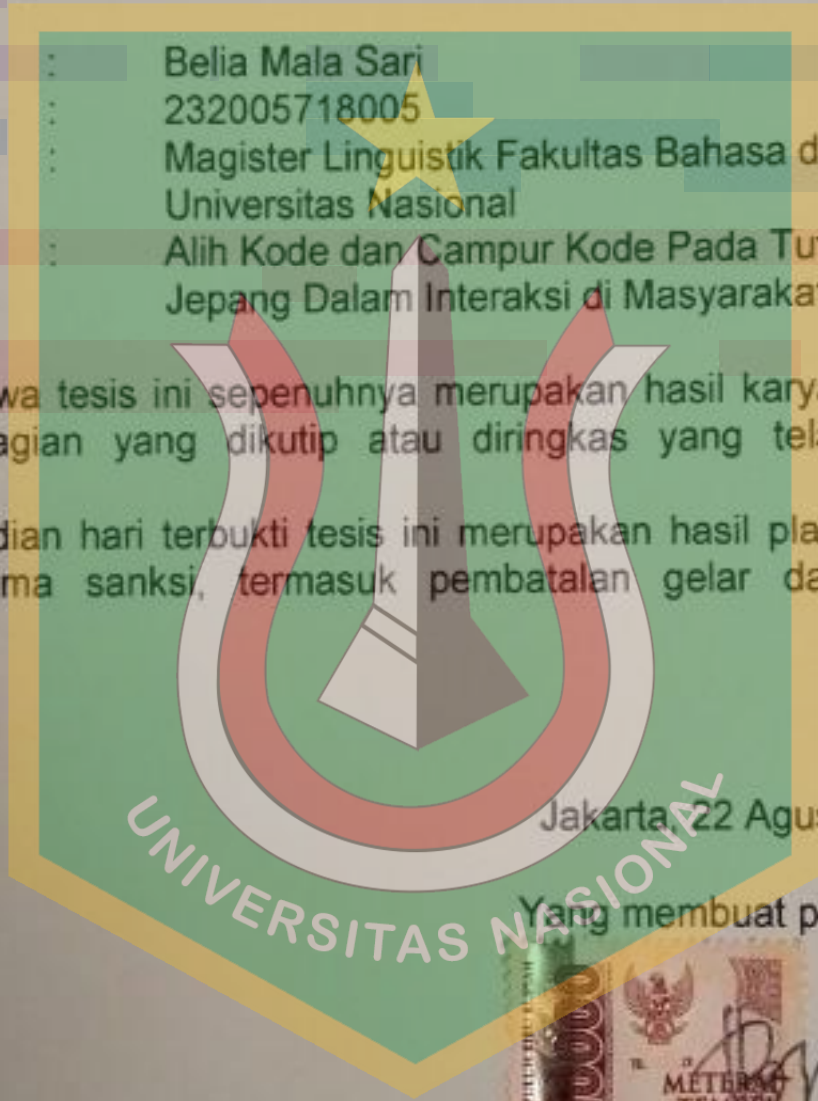 : Belia Mala Sari
: 232005718005
: Magister Linguistik Fakultas Bahasa d
Universitas Nasional
: Alih Kode dan Campur Kode Pada Tu
Jepang Dalam Interaksi di Masyaraka
wa tesis ini sepenuhnya merupakan hasil kary
agian yang dikutip atau diringkas yang tel
dian hari terbukti tesis ini merupakan hasil pla
ma sanksi, termasuk pembatalan gelar da
Jakarta, 22 Agus
Yang membuat p
UNIVERSITAS NASIONAL
METERAI